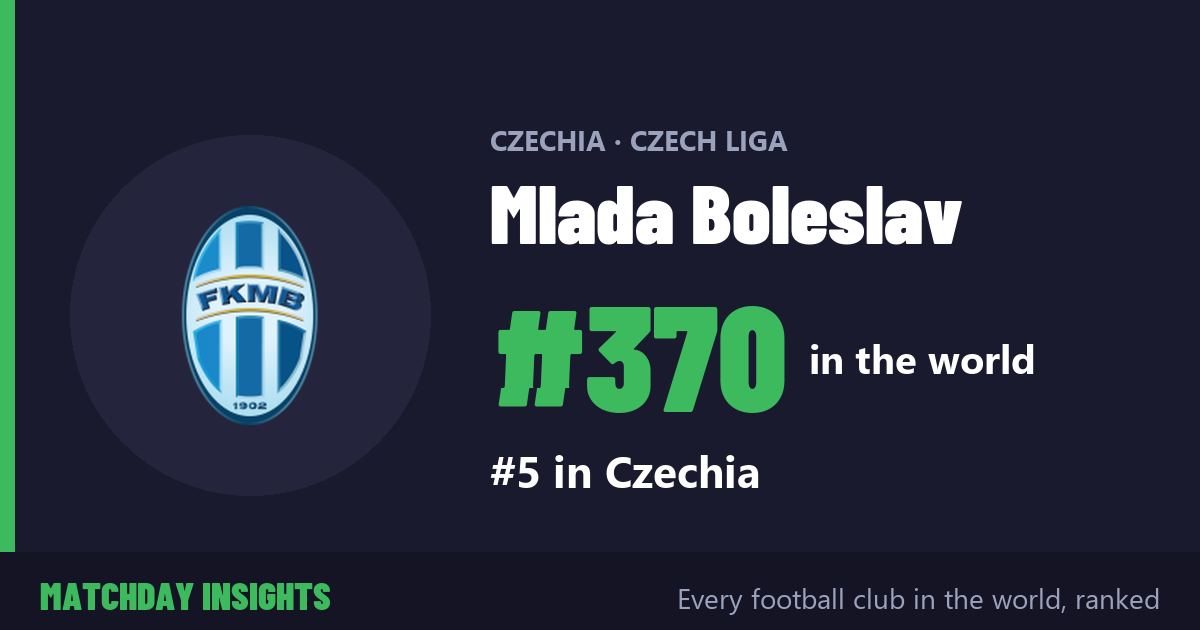 CZECHIA · CZECH LIGA
Mlada Boleslav
FKMB
1902
#370 in the world
#5 in Czechia
MATCHDAY INSIGHTS
Every football club in the world, ranked